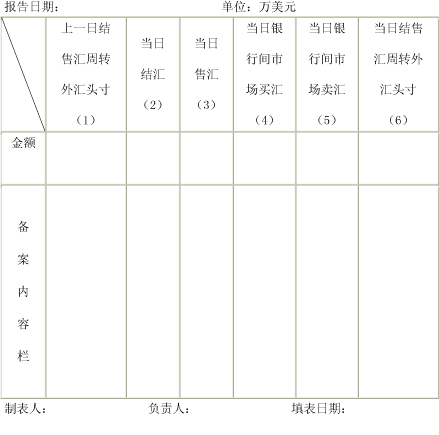 报告日期： 单位：万美元
上一日结
售汇周转
外汇头寸
（1）
当日
结汇
（2）
当日
售汇
（3）
当日银
行间市
场买汇
（4）
当日银
行间市
场卖汇
（5）
当日结售
汇周转外
汇头寸
（6）
金额
备
案
内
容
栏
制表人： 负责人： 填表日期：